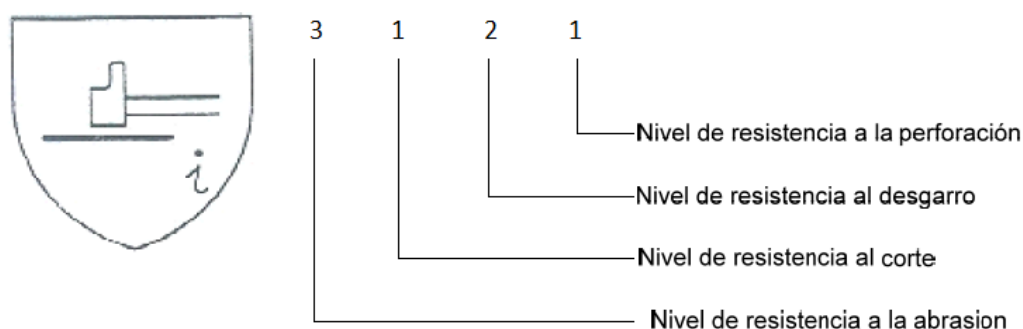 3 1 2 1
i
Nivel de resistencia a la perforación
Nivel de resistencia al desgarro
Nivel de resistencia al corte
Nivel de resistencia a la abrasion